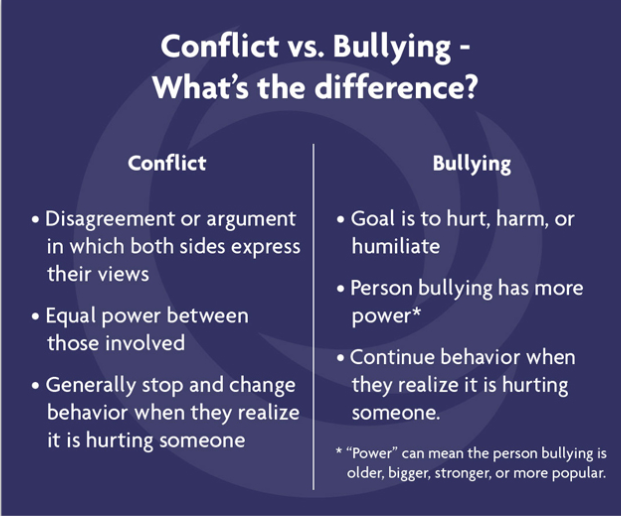 Conflict vs. Bullying -
What's the difference?
Conflict
• Disagreement or argument
in which both sides express
their views
• Equal power between
those involved
• Generally stop and change
behavior when they realize
it is hurting someone
Bullying
• Goal is to hurt, harm, or
humiliate
• Person bullying has more
power*
• Continue behavior when
they realize it is hurting
someone.
* “Power” can mean the person bullying is
older, bigger, stronger, or more popular.